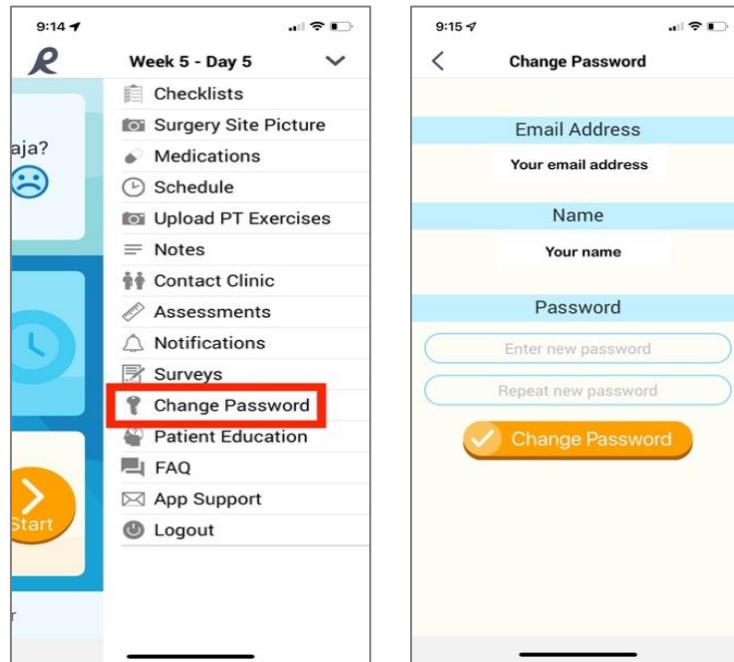 9:14
R
Week 5 - Day 5
aja?
Start
r
Checklists
Surgery Site Picture
Medications
Schedule
Upload PT Exercises
Notes
Contact Clinic
Assessments
Notifications
Surveys
Change Password
Patient Education
FAQ
App Support
Logout
9:15
Change Password
Email Address
Your email address
Name
Your name
Password
Enter new password
Repeat new password
Change Password